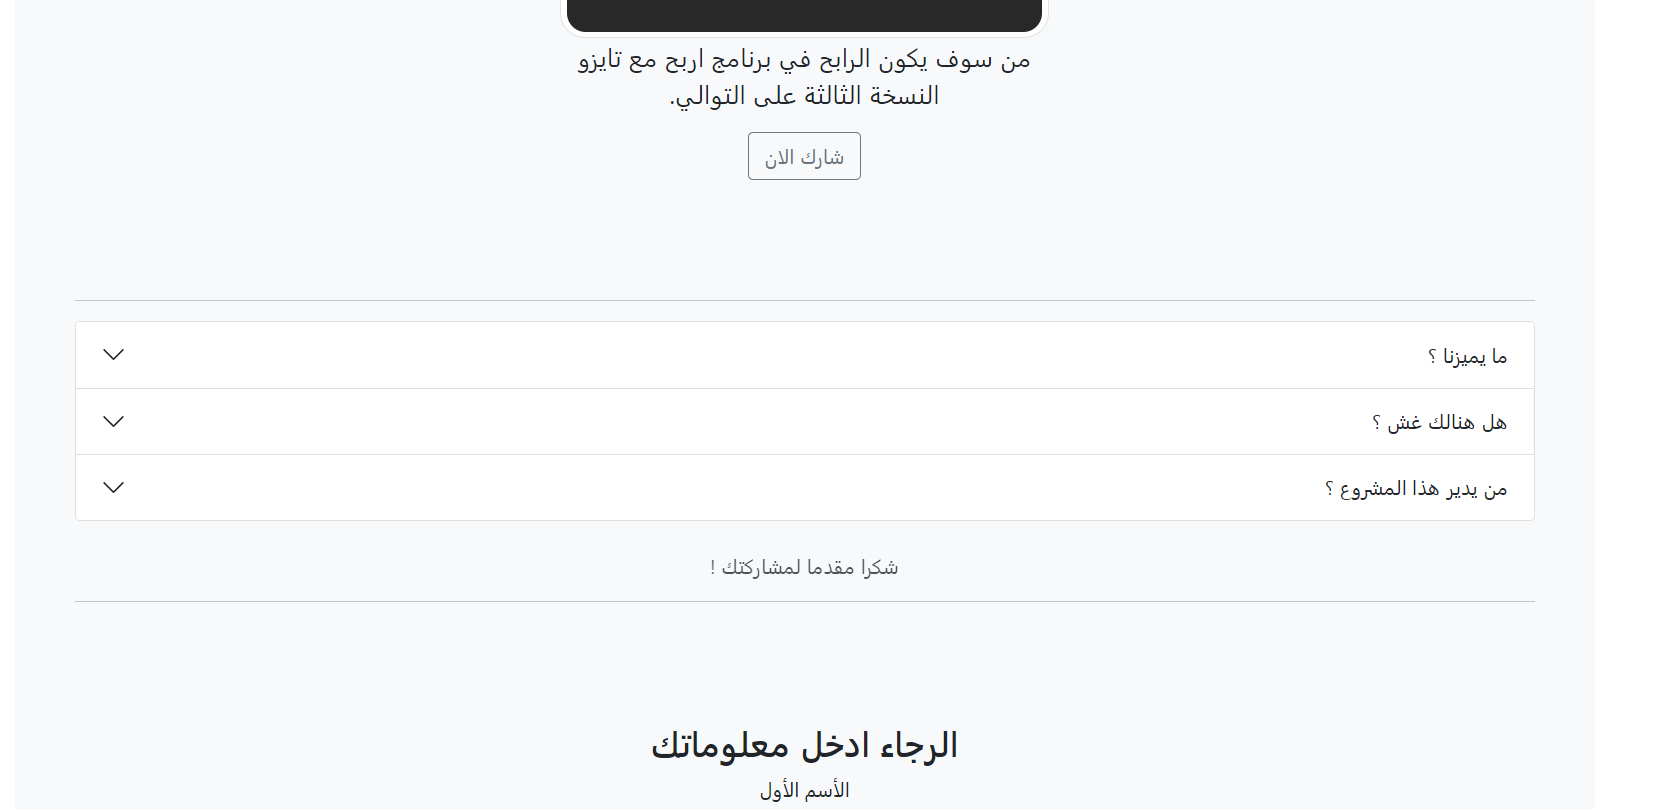 من سوف يكون الرابح في برنامج اربح مع تايزو
النسخة الثالثة على التوالي.
شارك الان
ما يميزنا ؟
هل هنالك غش ؟
من يدير هذا المشروع ؟
شكرا مقدما لمشاركتك !
الرجاء ادخل معلوماتك
الأسم الأول